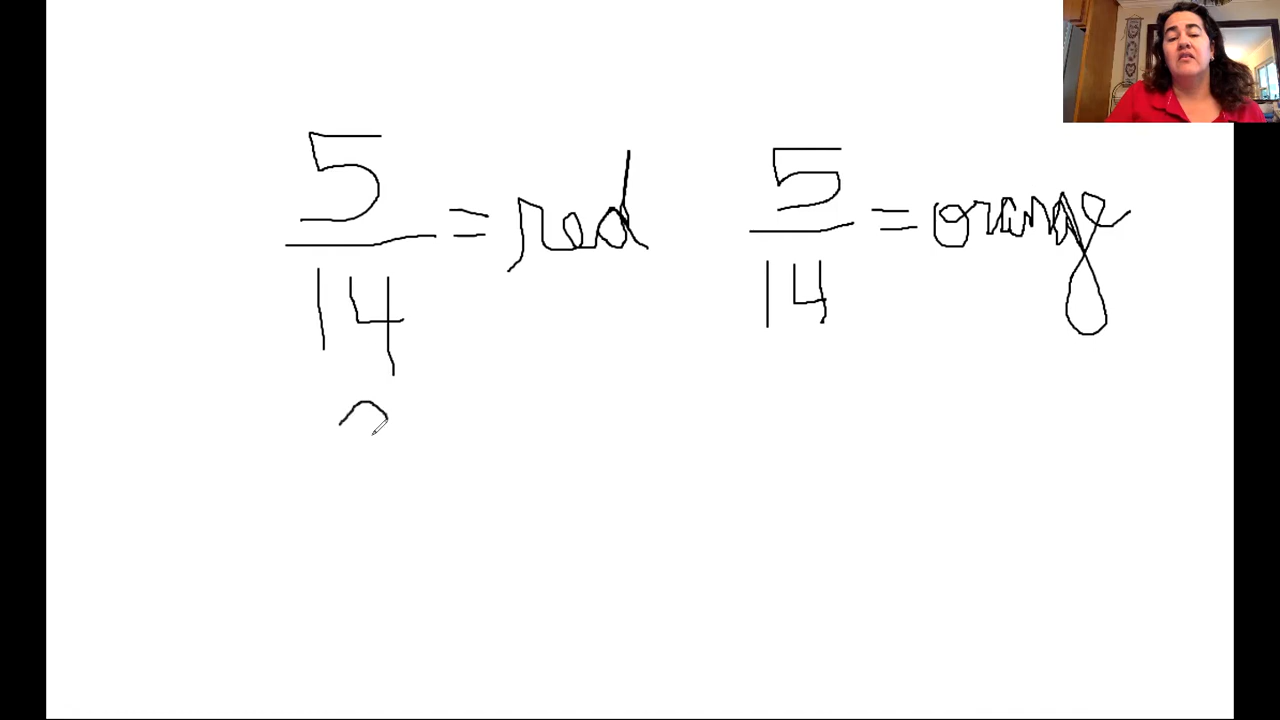 5/14 = red
5/14 = orange